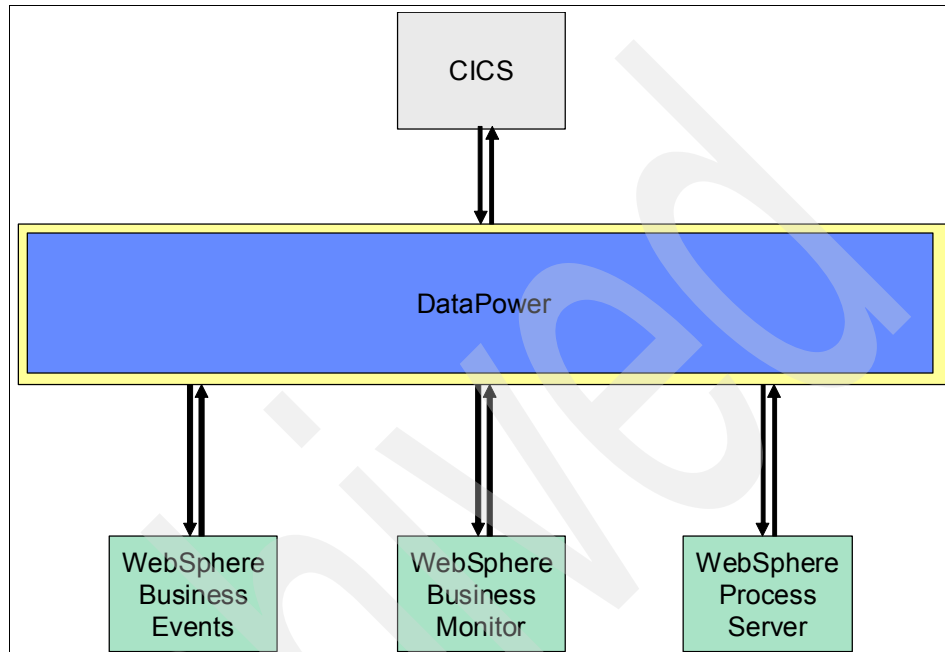 CICS
DataPower
WebSphere
Business
Events
WebSphere
Business
Monitor
WebSphere
Process
Server